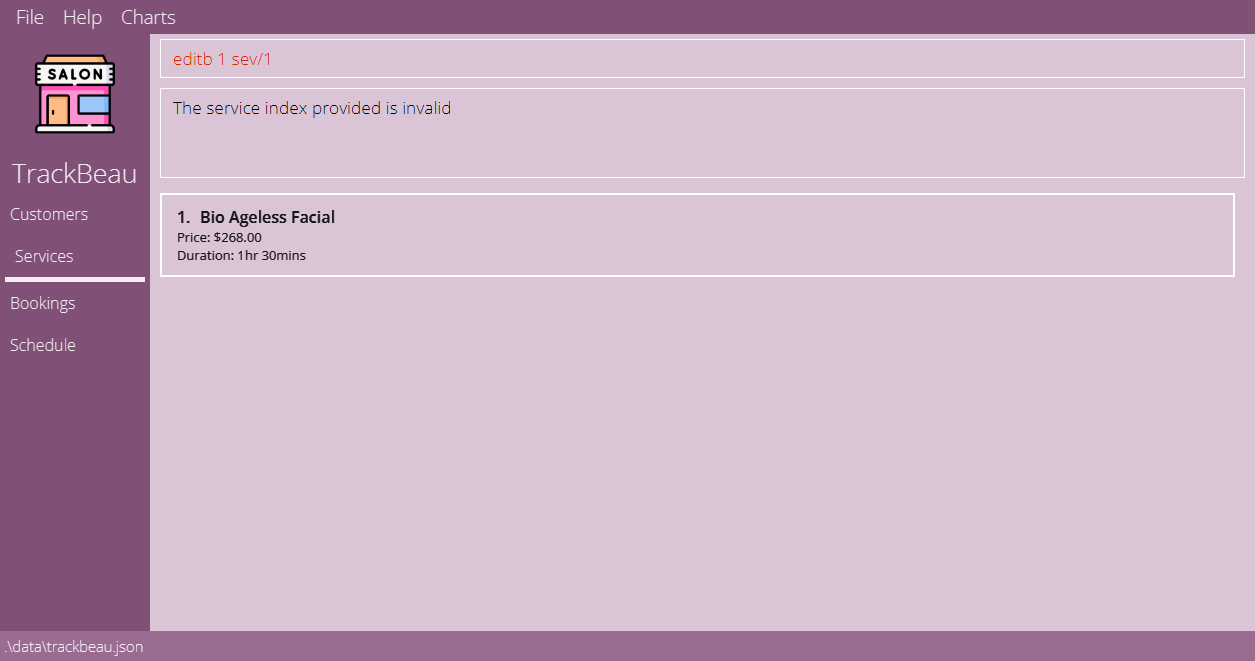 File Help Charts
SALON
TrackBeau
Customers
Services
Bookings
Schedule
editb 1 sev/1
The service index provided is invalid
1. Bio Ageless Facial
Price: $268.00
Duration: 1hr 30mins
.\data\trackbeau.json